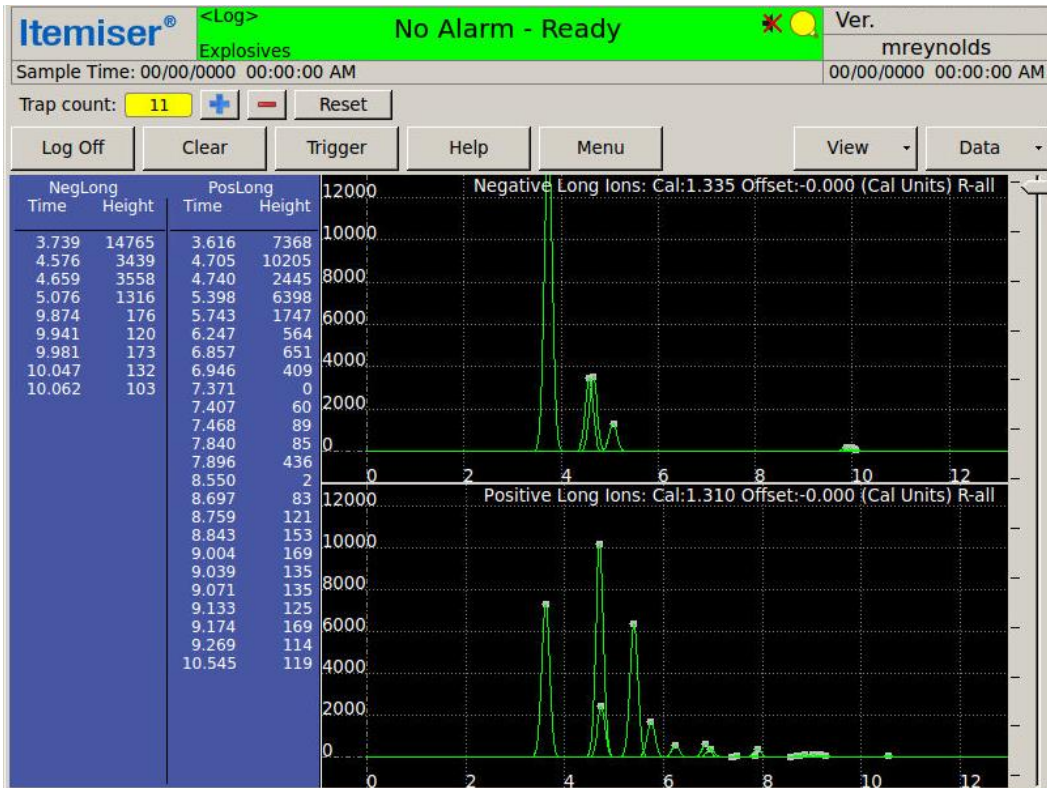 Itemiser®
<Log>
No Alarm - Ready
Explosives
Ver.
mreynolds
Sample Time: 00/00/0000 00:00:00 AM
00/00/0000 00:00:00 AM
Trap count: 11
Reset
Log Off Clear Trigger Help Menu View Data
NegLong PosLong
Time Height Time Height
3.739 14765 3.616 7368
4.576 3439 4.705 10205
4.659 3558 4.740 2445
5.076 1316 5.398 6398
9.874 176 5.743 1747
9.941 120 6.247 564
9.981 173 6.857 651
10.047 132 6.946 409
10.062 103 7.371 0
7.407 60
7.468 89
7.840 85
7.896 436
8.550 2
8.697 83
8.759 121
8.843 153
9.004 169
9.039 135
9.071 135
9.133 125
9.174 169
9.269 114
10.545 119
Negative Long Ions: Cal:1.335 Offset:-0.000 (Cal Units) R-all
12000
10000
8000
6000
4000
2000
0
0 2 4 6 8 10 12
Positive Long Ions: Cal:1.310 Offset:-0.000 (Cal Units) R-all
12000
10000
8000
6000
4000
2000
0
0 2 4 6 8 10 12